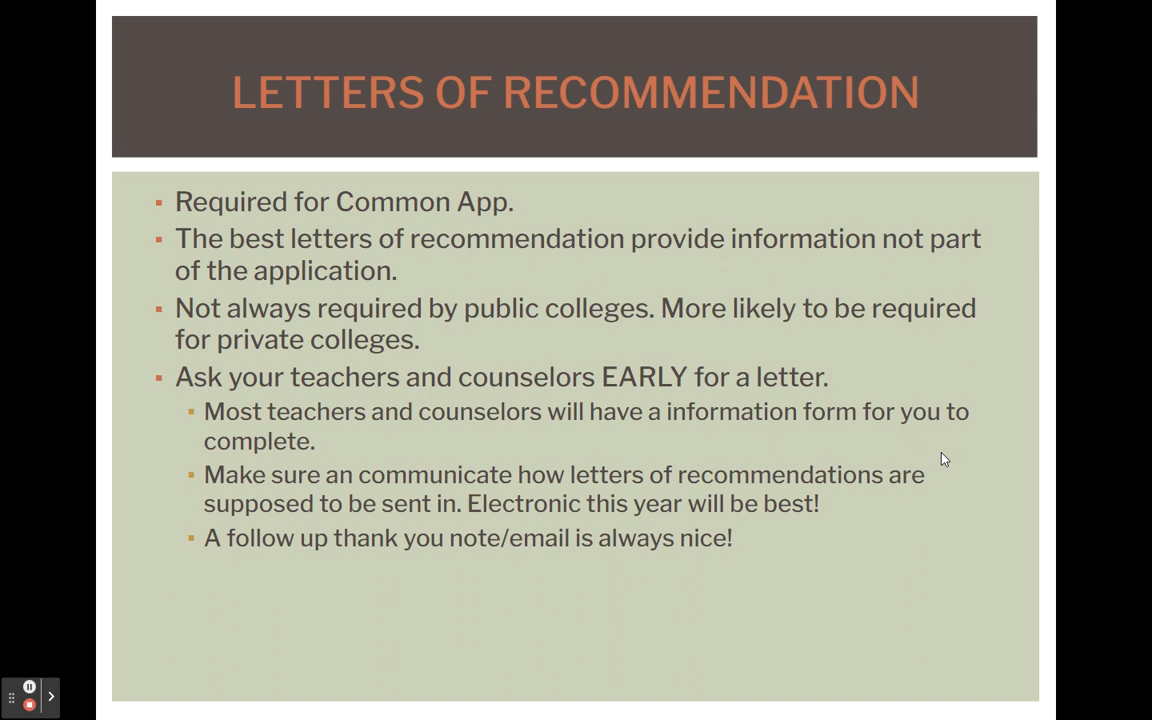 LETTERS OF RECOMMENDATION
▪ Required for Common App.
▪ The best letters of recommendation provide information not part
of the application.
▪ Not always required by public colleges. More likely to be required
for private colleges.
▪ Ask your teachers and counselors EARLY for a letter.
▪ Most teachers and counselors will have a information form for you to
complete.
▪ Make sure an communicate how letters of recommendations are
supposed to be sent in. Electronic this year will be best!
▪ A follow up thank you note/email is always nice!